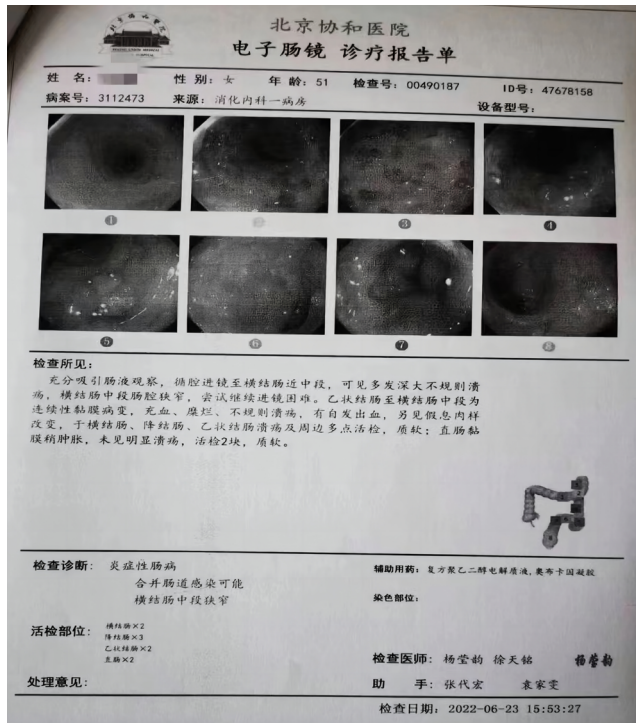 北京协和医院
电子肠镜 诊疗报告单
姓 名： 性 别：女 年 龄：51 检查号：00490187 ID号：47678158
病案号：3112473 来源：消化内科一病房 设备型号：
1 2 3 4
5 6 7 8
检查所见：
充分吸引肠液观察，循腔进镜至横结肠近中段，可见多发深大不规则溃
疡，横结肠中段肠腔狭窄，尝试继续进镜困难。乙状结肠至横结肠中段为
连续性黏膜病变，充血、糜烂、不规则溃疡，有自发出血，另见假息肉样
改变，于横结肠、降结肠、乙状结肠溃疡及周边多点活检，质软；直肠黏
膜稍肿胀，未见明显溃疡，活检2块，质软。
检查诊断： 炎症性肠病
合并肠道感染可能
横结肠中段狭窄
辅助用药：复方聚乙二醇电解质液,奥布卡因凝胶
染色部位：
活检部位： 横结肠×2
降结肠×3
乙状结肠×2
直肠×2
检查医师：杨莹韵 徐天铭 杨莹韵
处理意见：
助 手：张代宏 袁家雯
检查日期：2022-06-23 15:53:27